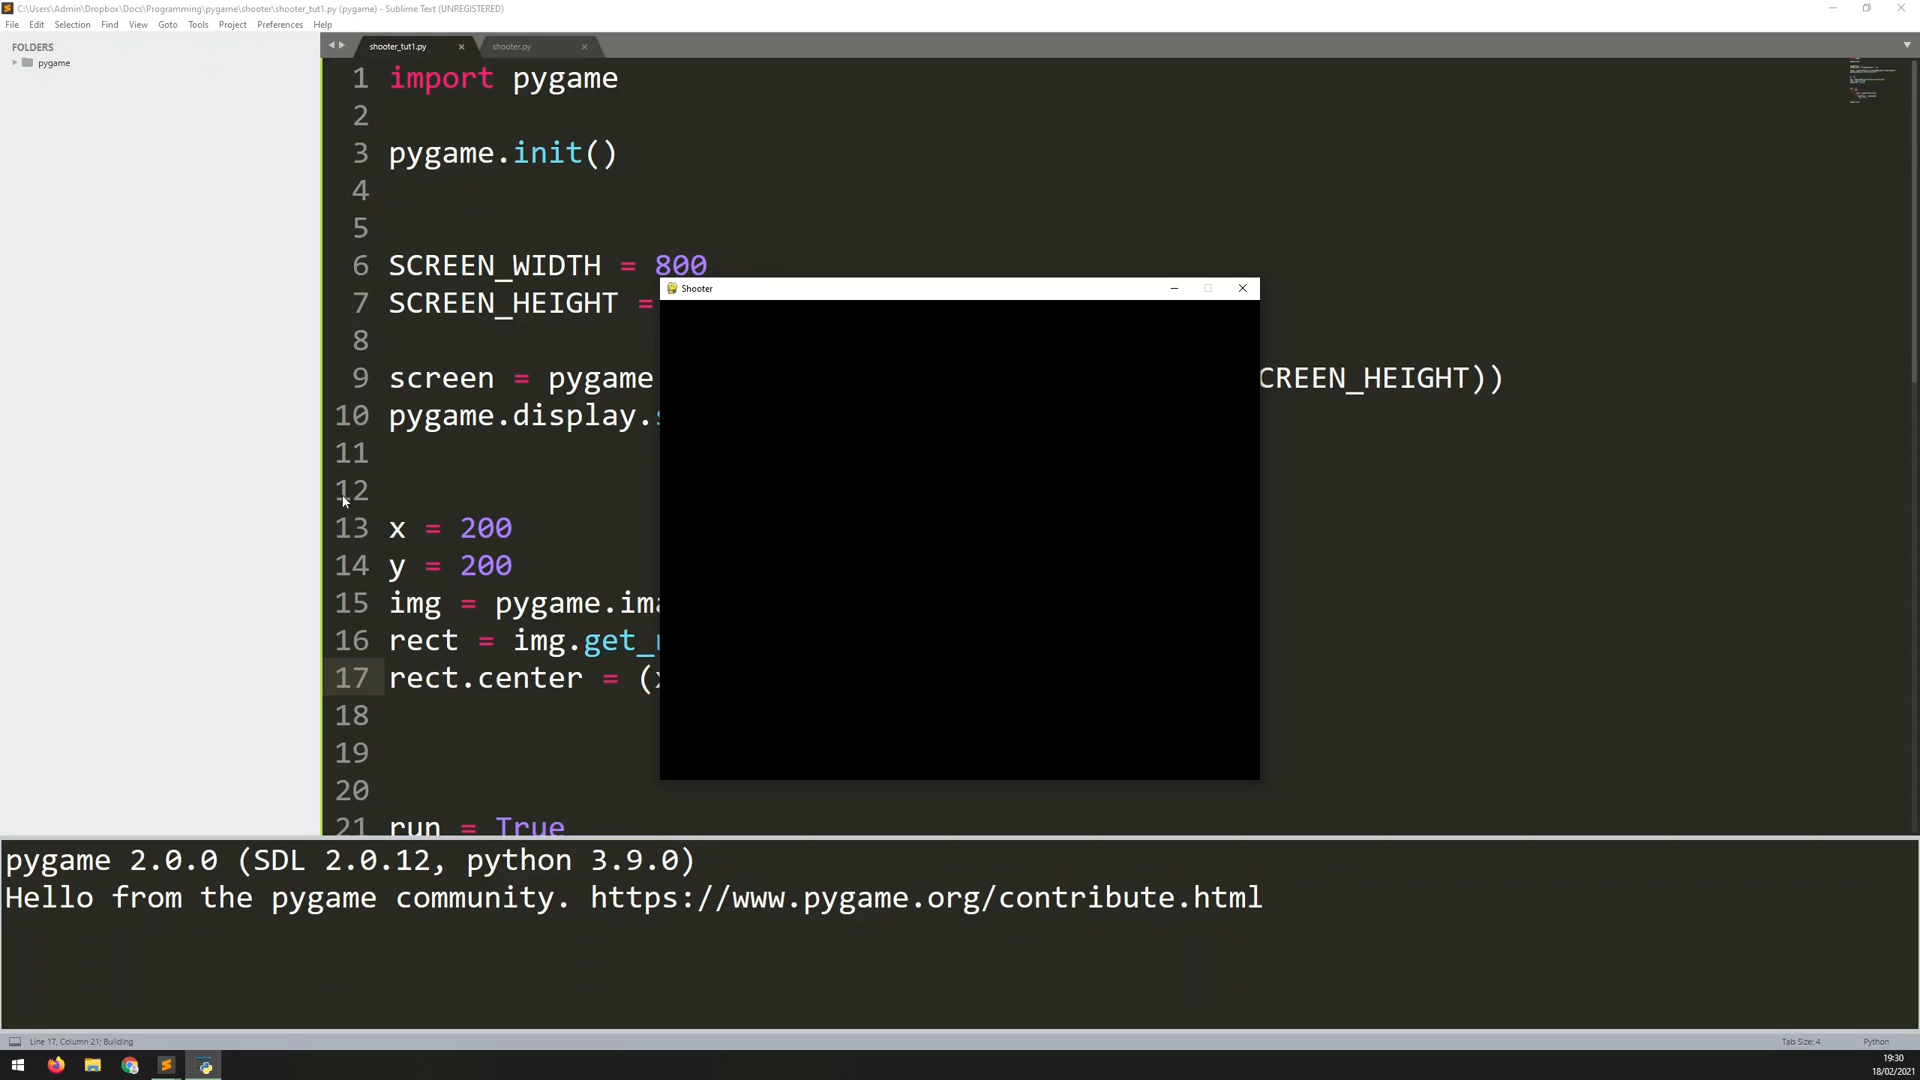 C:\Users\Admin\Dropbox\Docs\Programming\pygame\shooter\shooter_tut1.py (pygame) - Sublime Text (UNREGISTERED)
File Edit Selection Find View Goto Tools Project Preferences Help
FOLDERS
pygame
shooter_tut1.py shooter.py
1 import pygame
2
3 pygame.init()
4
5
6 SCREEN_WIDTH = 800
7 SCREEN_HEIGHT =
Shooter
8
9 screen = pygame CREEN_HEIGHT))
10 pygame.display.s
11
12
13 x = 200
14 y = 200
15 img = pygame.ima
16 rect = img.get_r
17 rect.center = (x
18
19
20
21 run = True
pygame 2.0.0 (SDL 2.0.12, python 3.9.0)
Hello from the pygame community. https://www.pygame.org/contribute.html
Line 17, Column 21; Building
Tab Size: 4
Python
19:30
18/02/2021